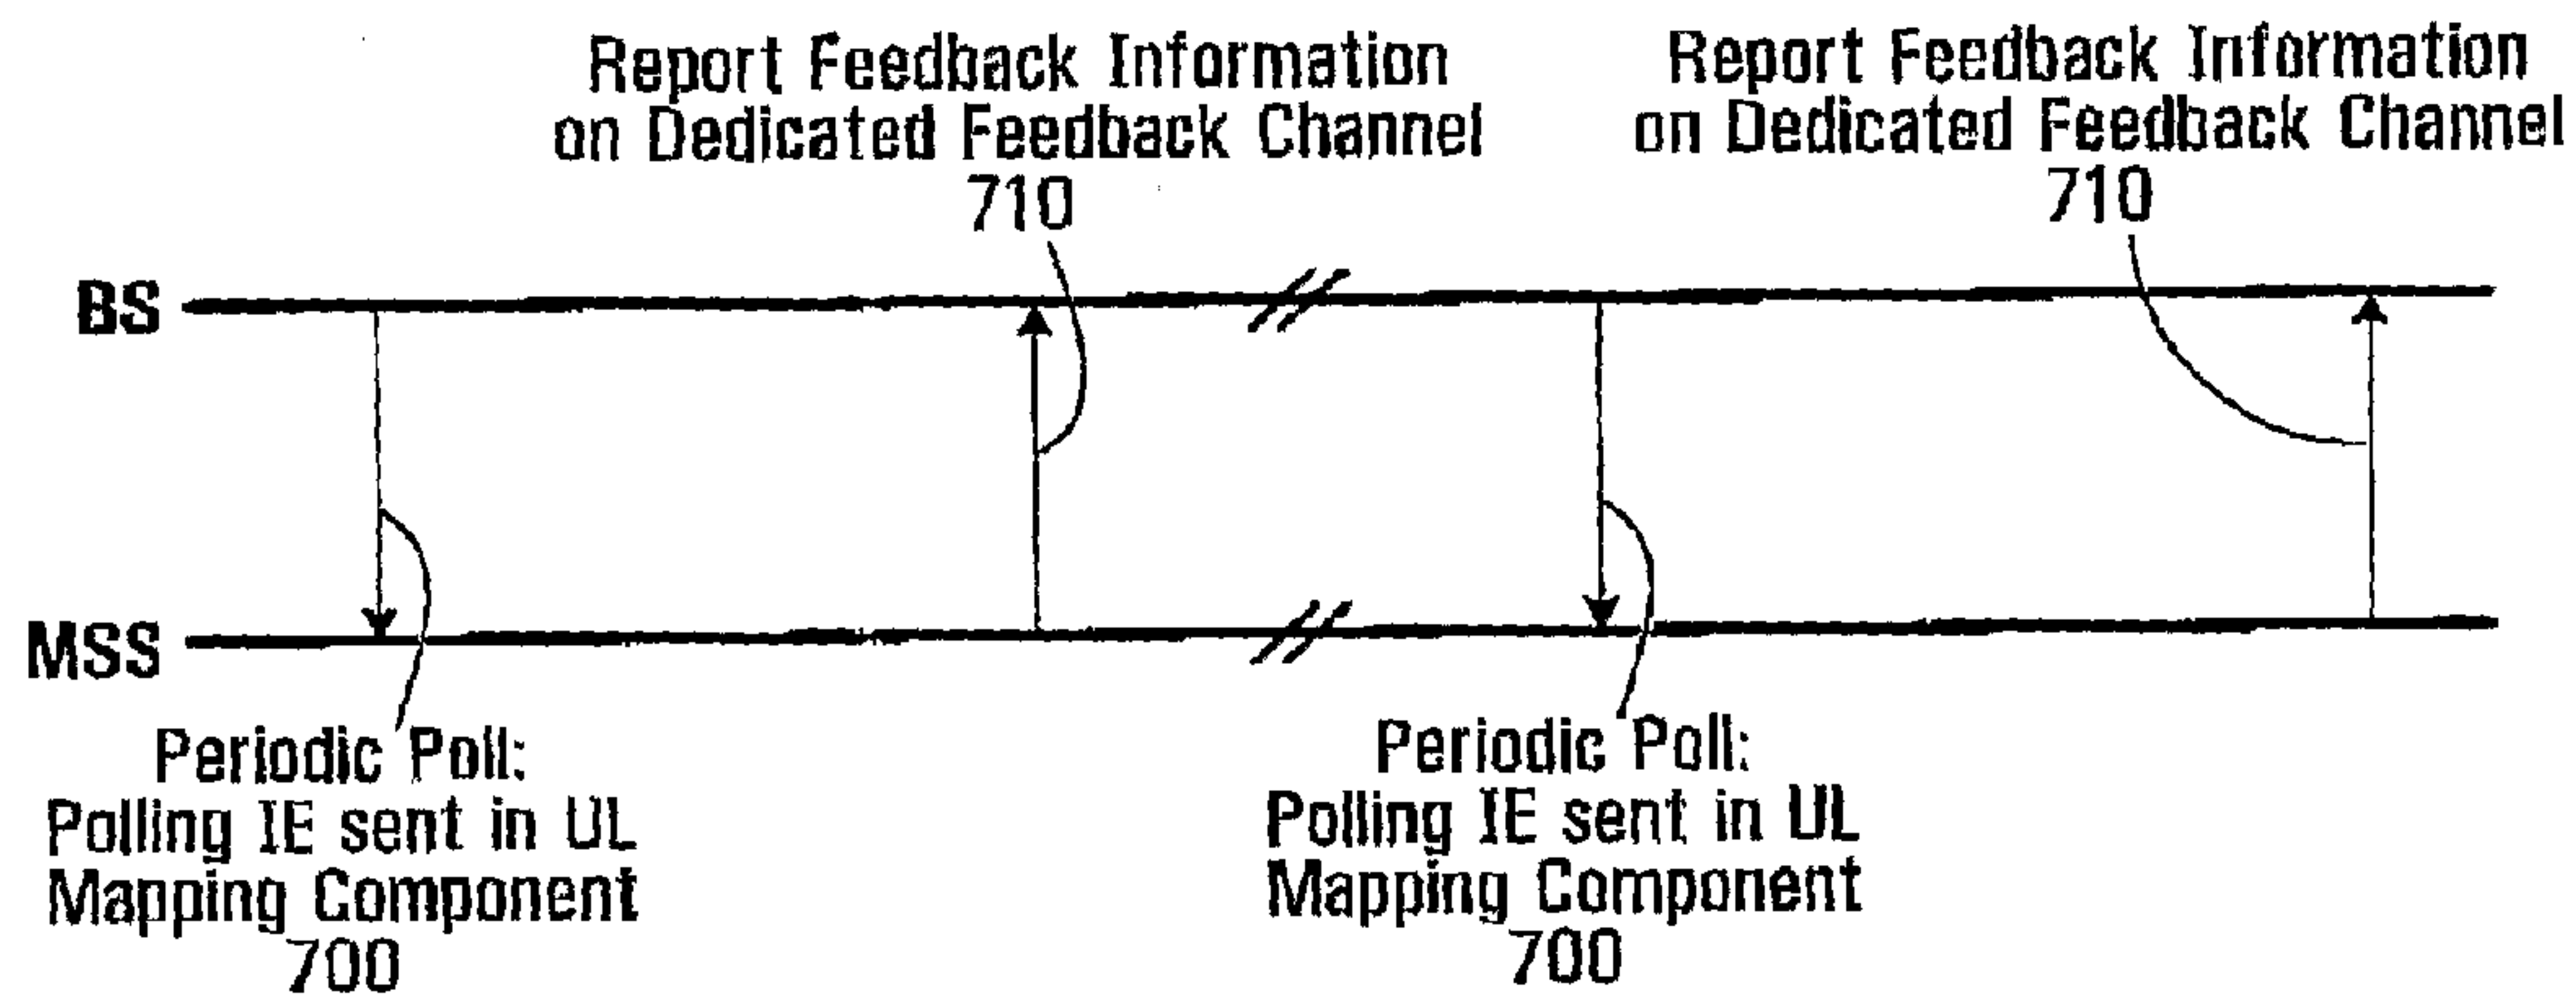 Report Feedback Information
on Dedicated Feedback Channel
710
Report Feedback Information
on Dedicated Feedback Channel
710
BS
MSS
Periodic Poll:
Polling IE sent in UL
Mapping Component
700
Periodic Poll:
Polling IE sent in UL
Mapping Component
700